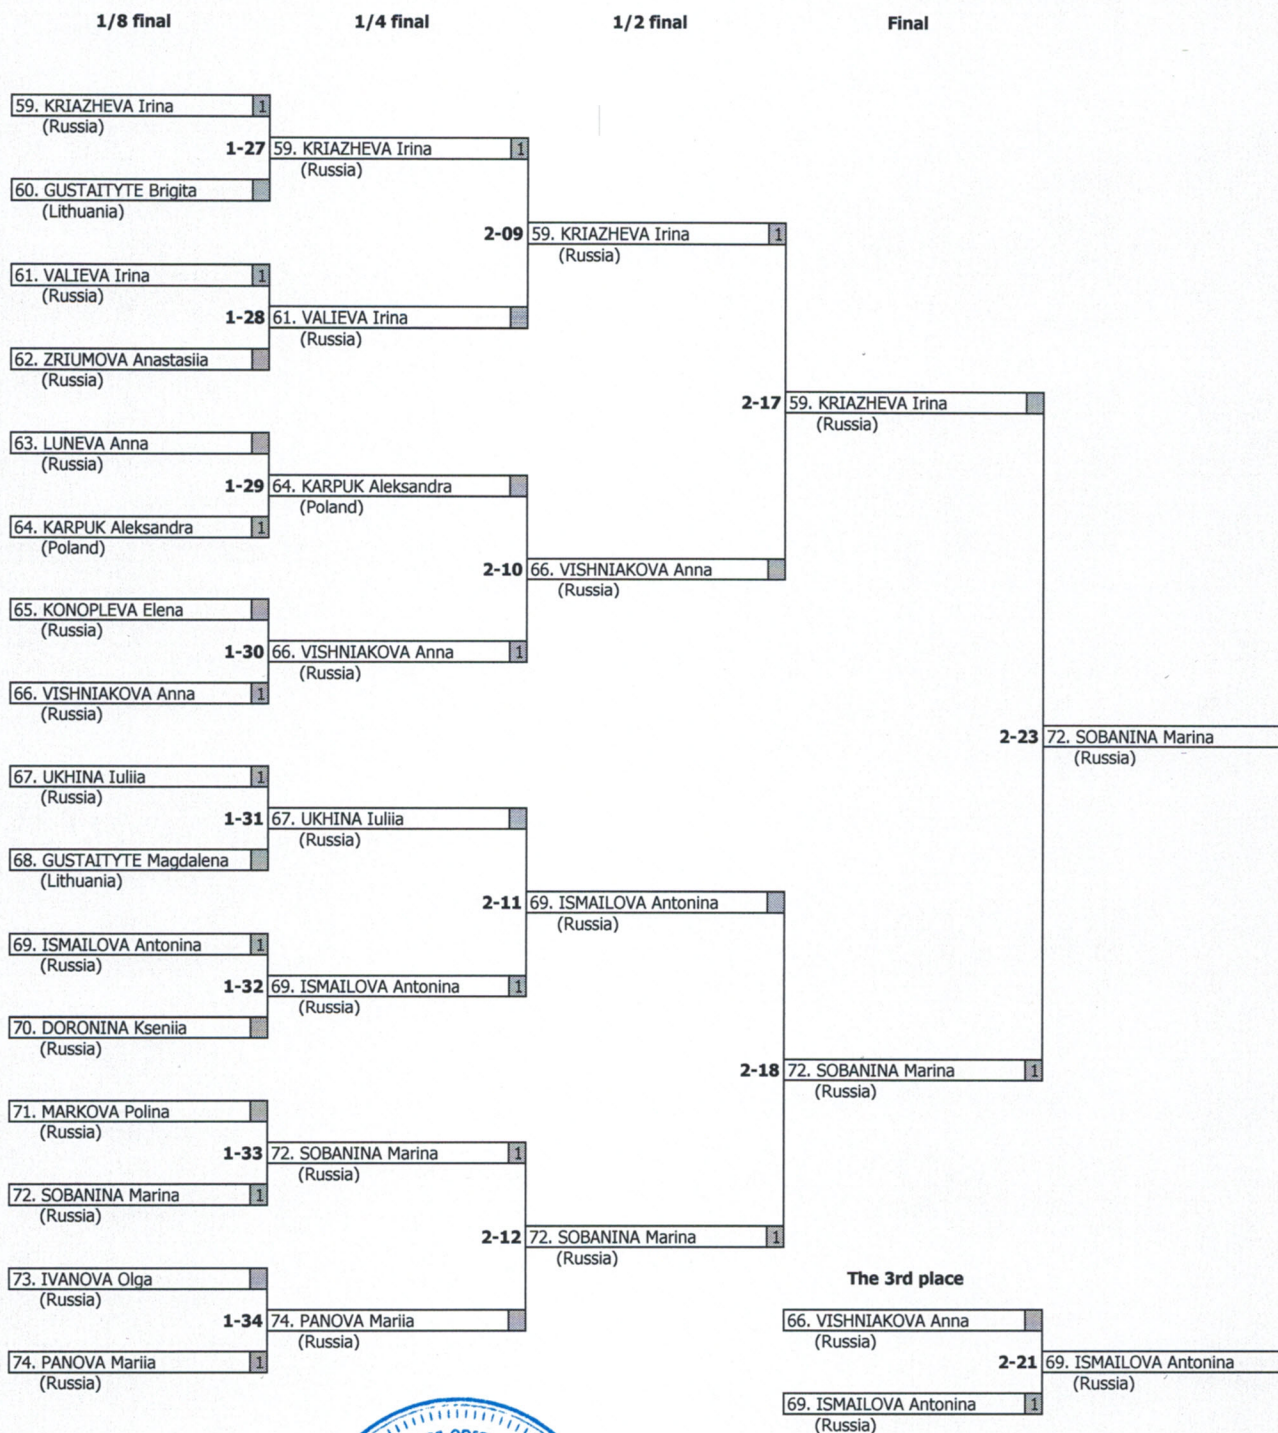 1/8 final 1/4 final 1/2 final Final
59. KRIAZHEVA Irina 1
(Russia)
1-27 59. KRIAZHEVA Irina 1
(Russia)
60. GUSTAITYTE Brigita
(Lithuania)
2-09 59. KRIAZHEVA Irina 1
(Russia)
61. VALIEVA Irina 1
(Russia)
1-28 61. VALIEVA Irina
(Russia)
62. ZRIUMOVA Anastasiia
(Russia)
2-17 59. KRIAZHEVA Irina
(Russia)
63. LUNEVA Anna
(Russia)
1-29 64. KARPUK Aleksandra
(Poland)
64. KARPUK Aleksandra 1
(Poland)
2-10 66. VISHNIAKOVA Anna
(Russia)
65. KONOPLEVA Elena
(Russia)
1-30 66. VISHNIAKOVA Anna 1
(Russia)
66. VISHNIAKOVA Anna 1
(Russia)
2-23 72. SOBANINA Marina
(Russia)
67. UKHINA Iuliia 1
(Russia)
1-31 67. UKHINA Iuliia
(Russia)
68. GUSTAITYTE Magdalena
(Lithuania)
2-11 69. ISMAILOVA Antonina
(Russia)
69. ISMAILOVA Antonina 1
(Russia)
1-32 69. ISMAILOVA Antonina 1
(Russia)
70. DORONINA Kseniia
(Russia)
2-18 72. SOBANINA Marina 1
(Russia)
71. MARKOVA Polina
(Russia)
1-33 72. SOBANINA Marina 1
(Russia)
72. SOBANINA Marina 1
(Russia)
2-12 72. SOBANINA Marina 1
(Russia)
73. IVANOVA Olga
(Russia)
1-34 74. PANOVA Mariia
(Russia)
74. PANOVA Mariia 1
(Russia)
The 3rd place
66. VISHNIAKOVA Anna
(Russia)
2-21 69. ISMAILOVA Antonina
(Russia)
69. ISMAILOVA Antonina 1
(Russia)